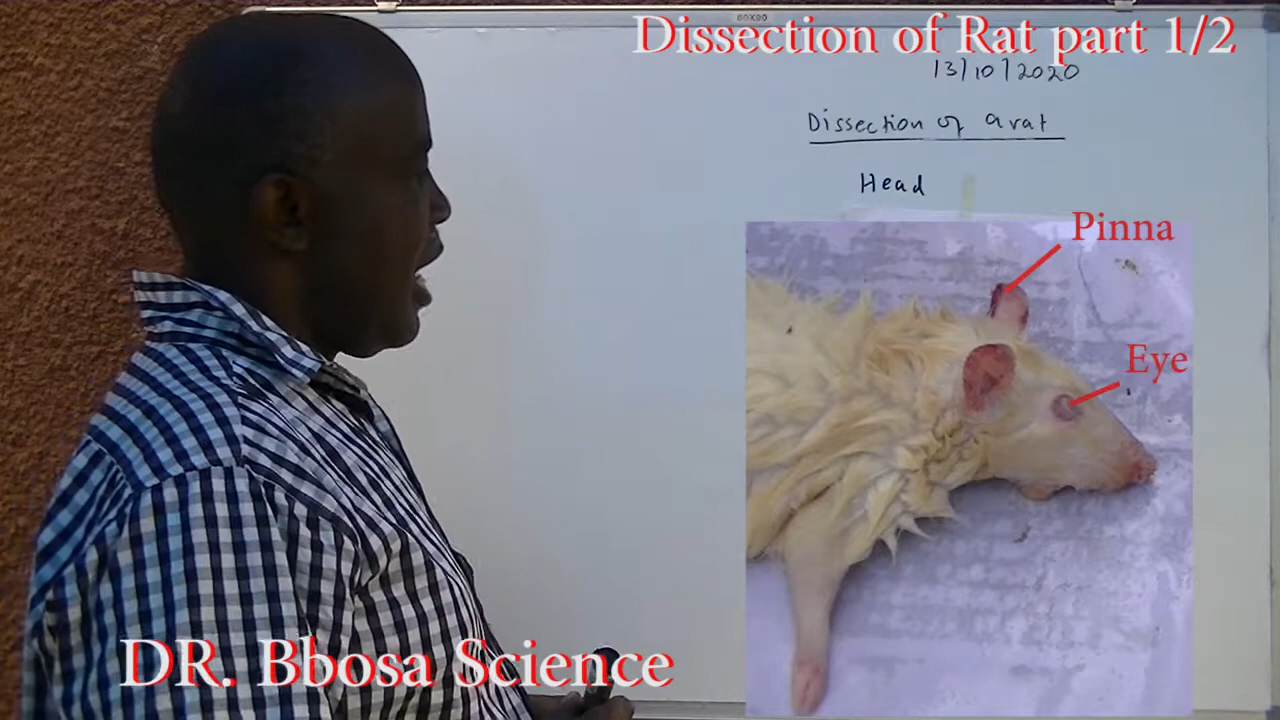 Dissection of Rat part 1/2
13/10/2020
Dissection of a rat
Head
Pinna
Eye
DR. Bbosa Science